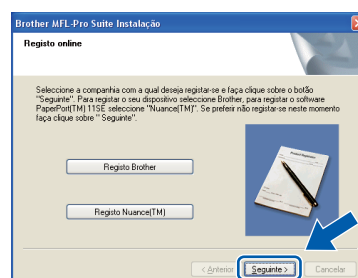 Brother MFL-Pro Suite Instalação
Registo online
Seleccione a companhia com a qual deseja registar-se e faça clique sobre o botão
"Seguinte". Para registar o seu dispositivo seleccione Brother, para registar o software
PaperPort(TM) 11SE seleccione "Nuance(TM)". Se preferir não registar-se neste momento
faça clique sobre " Seguinte".
Registo Brother
Registo Nuance(TM)
< Anterior Seguinte > Cancelar